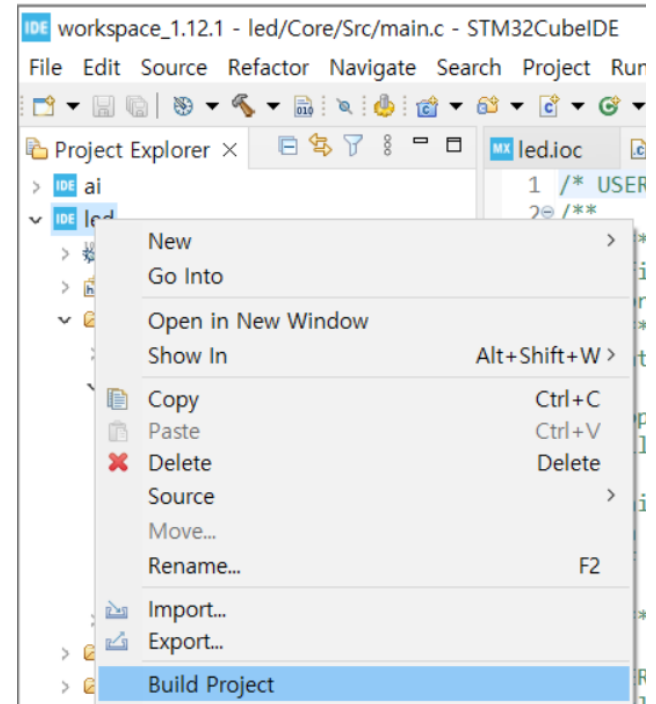 IDE workspace_1.12.1 - led/Core/Src/main.c - STM32CubeIDE
File Edit Source Refactor Navigate Search Project Run
010
Project Explorer
MX led.ioc
IDE ai
IDE led
1 /* USER
2 /**
New
Go Into
Open in New Window
Show In Alt+Shift+W
Copy Ctrl+C
Paste Ctrl+V
Delete Delete
Source
Move...
Rename... F2
Import...
Export...
Build Project